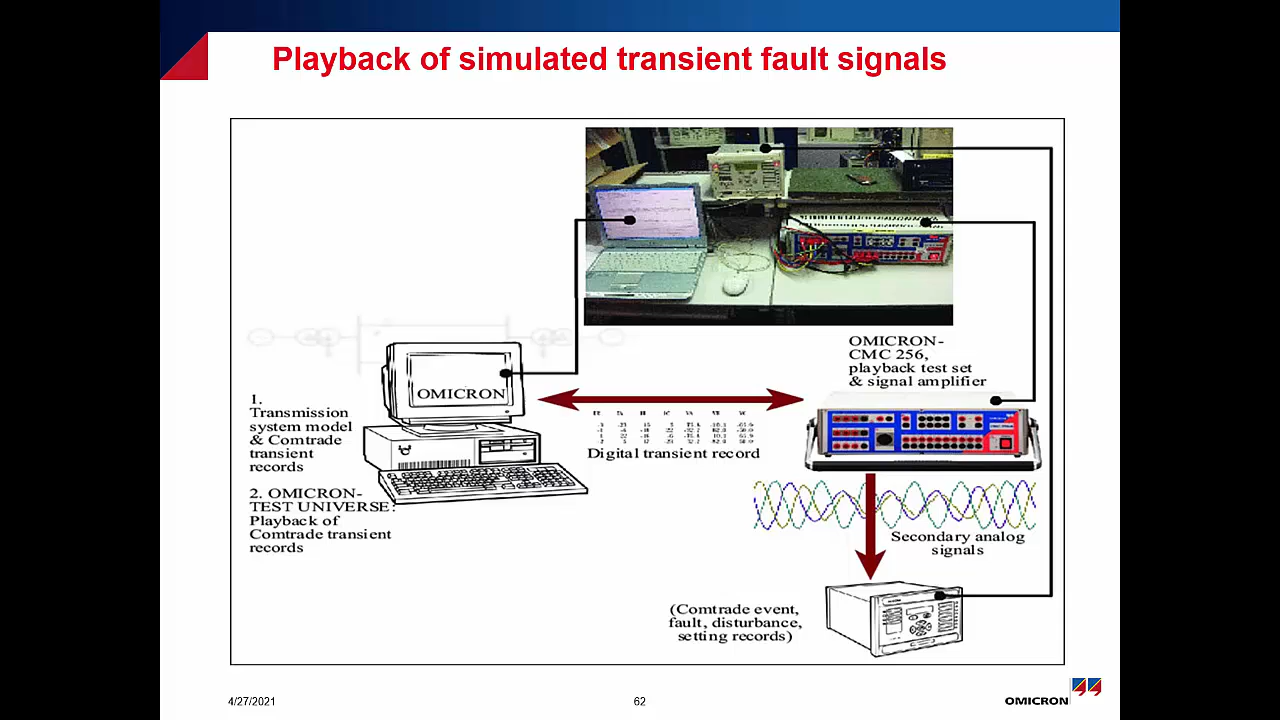 Playback of simulated transient fault signals
OMICRON-
CMC 256,
playback test set
& signal amplifier
OMICRON
1.
Transmission
system model
& Comtrade
transient
records
Digital transient record
2. OMICRON-
TEST UNIVERSE:
Playback of
Comtrade transient
records
Secondary analog
signals
(Comtrade event,
fault, disturbance,
setting records)
4/27/2021
62
OMICRON